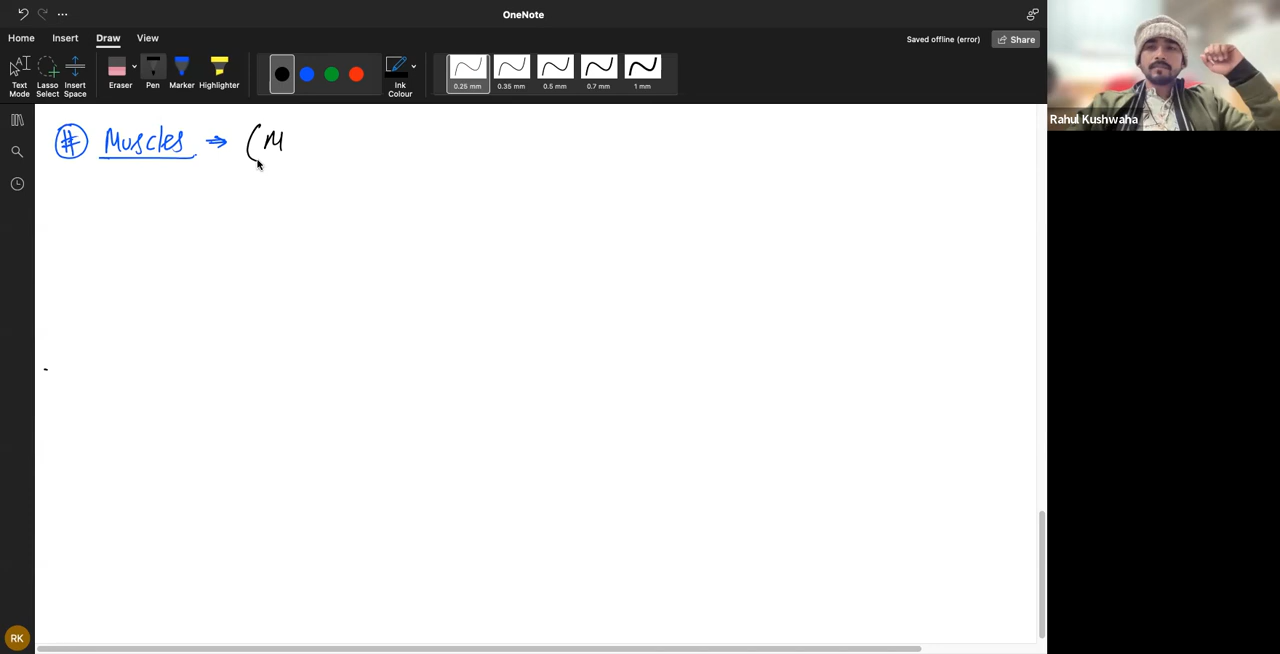 OneNote
Home Insert Draw View
Saved offline (error) Share
Text Mode Lasso Select Insert Space Eraser Pen Marker Highlighter Ink Colour 0.25 mm 0.35 mm 0.5 mm 0.7 mm 1 mm
Rahul Kushwaha
# Muscles → (M
RK